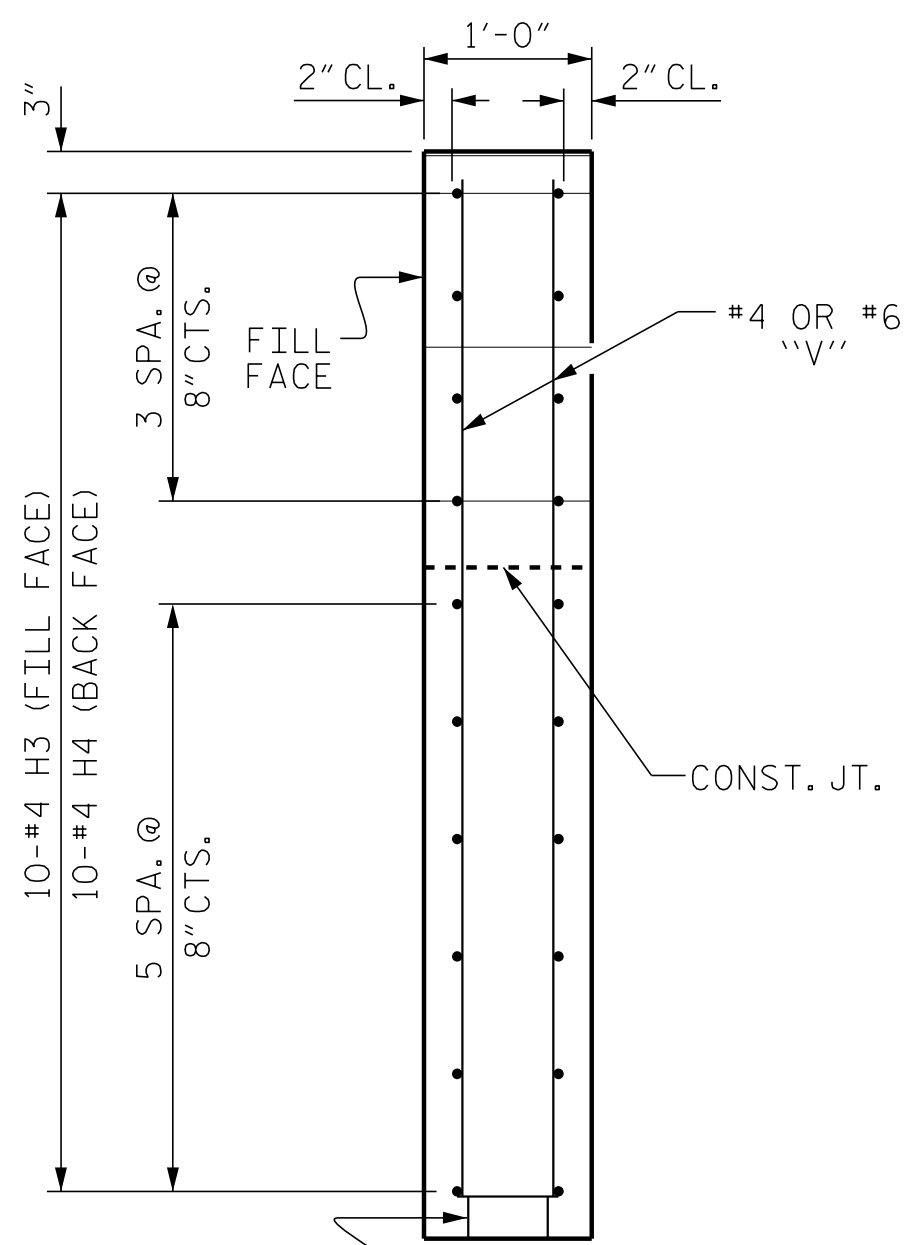 1'-0"
2" CL.
2" CL.
3"
3 SPA. @
8" CTS.
FILL
FACE
#4 OR #6
"V"
10-#4 H3 (FILL FACE)
10-#4 H4 (BACK FACE)
CONST. JT.
5 SPA. @
8" CTS.